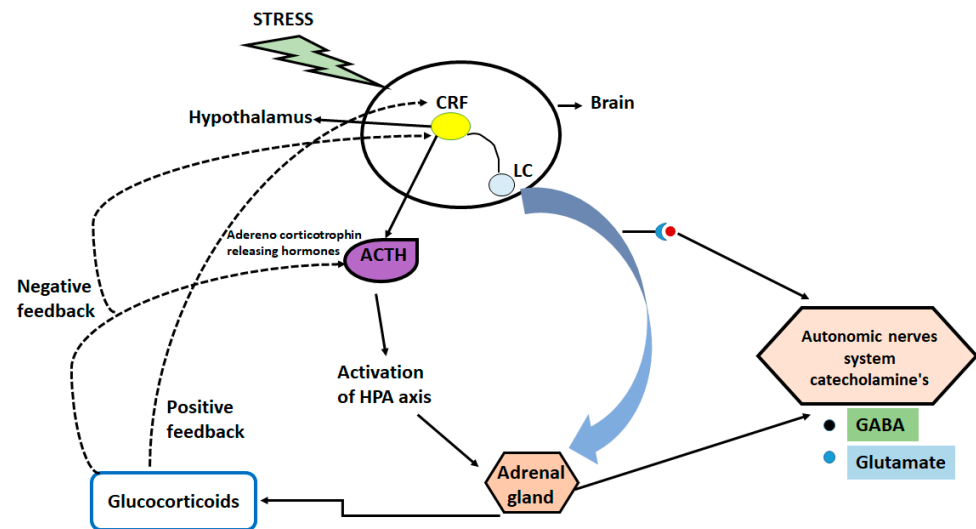 STRESS
CRF
Brain
Hypothalamus
LC
Adereno corticotrophin
releasing hormones
ACTH
Negative
feedback
Autonomic nerves
system
catecholamine's
Activation
of HPA axis
Positive
feedback
GABA
Glutamate
Adrenal
gland
Glucocorticoids